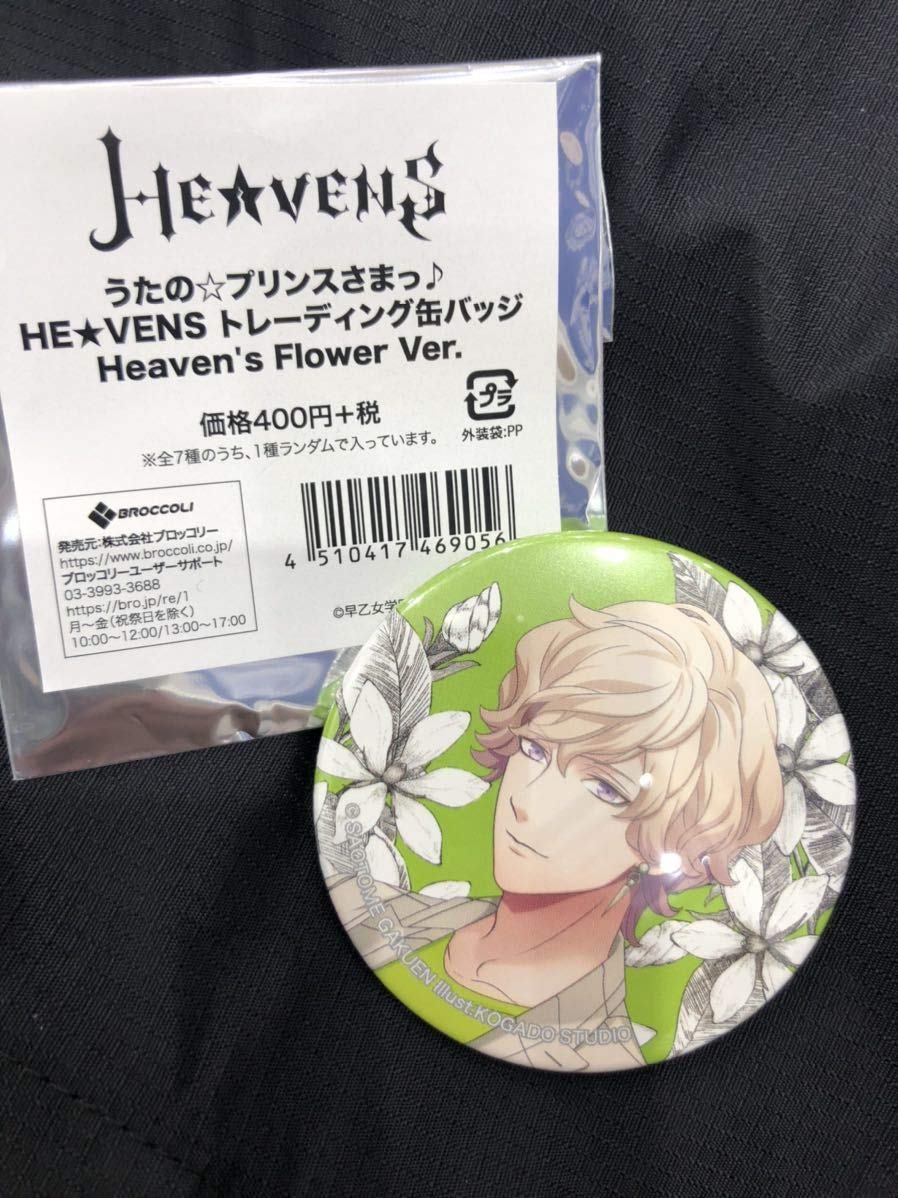 HE★VENS
うたの☆プリンスさまっ♪
HE★VENS トレーディング缶バッジ
Heaven's Flower Ver.
価格400円+税
プラ
外装袋:PP
※全7種のうち、1種ランダムで入っています。
BROCCOLI
発売元:株式会社ブロッコリー
https://www.broccoli.co.jp/
ブロッコリーユーザーサポート
03-3993-3688
https://bro.jp/re/1
月～金(祝祭日を除く)
10:00～12:00/13:00～17:00
4 510417 469056
©早乙女学
© SAOTOME GAKUEN Illust.KOGADO STUDIO